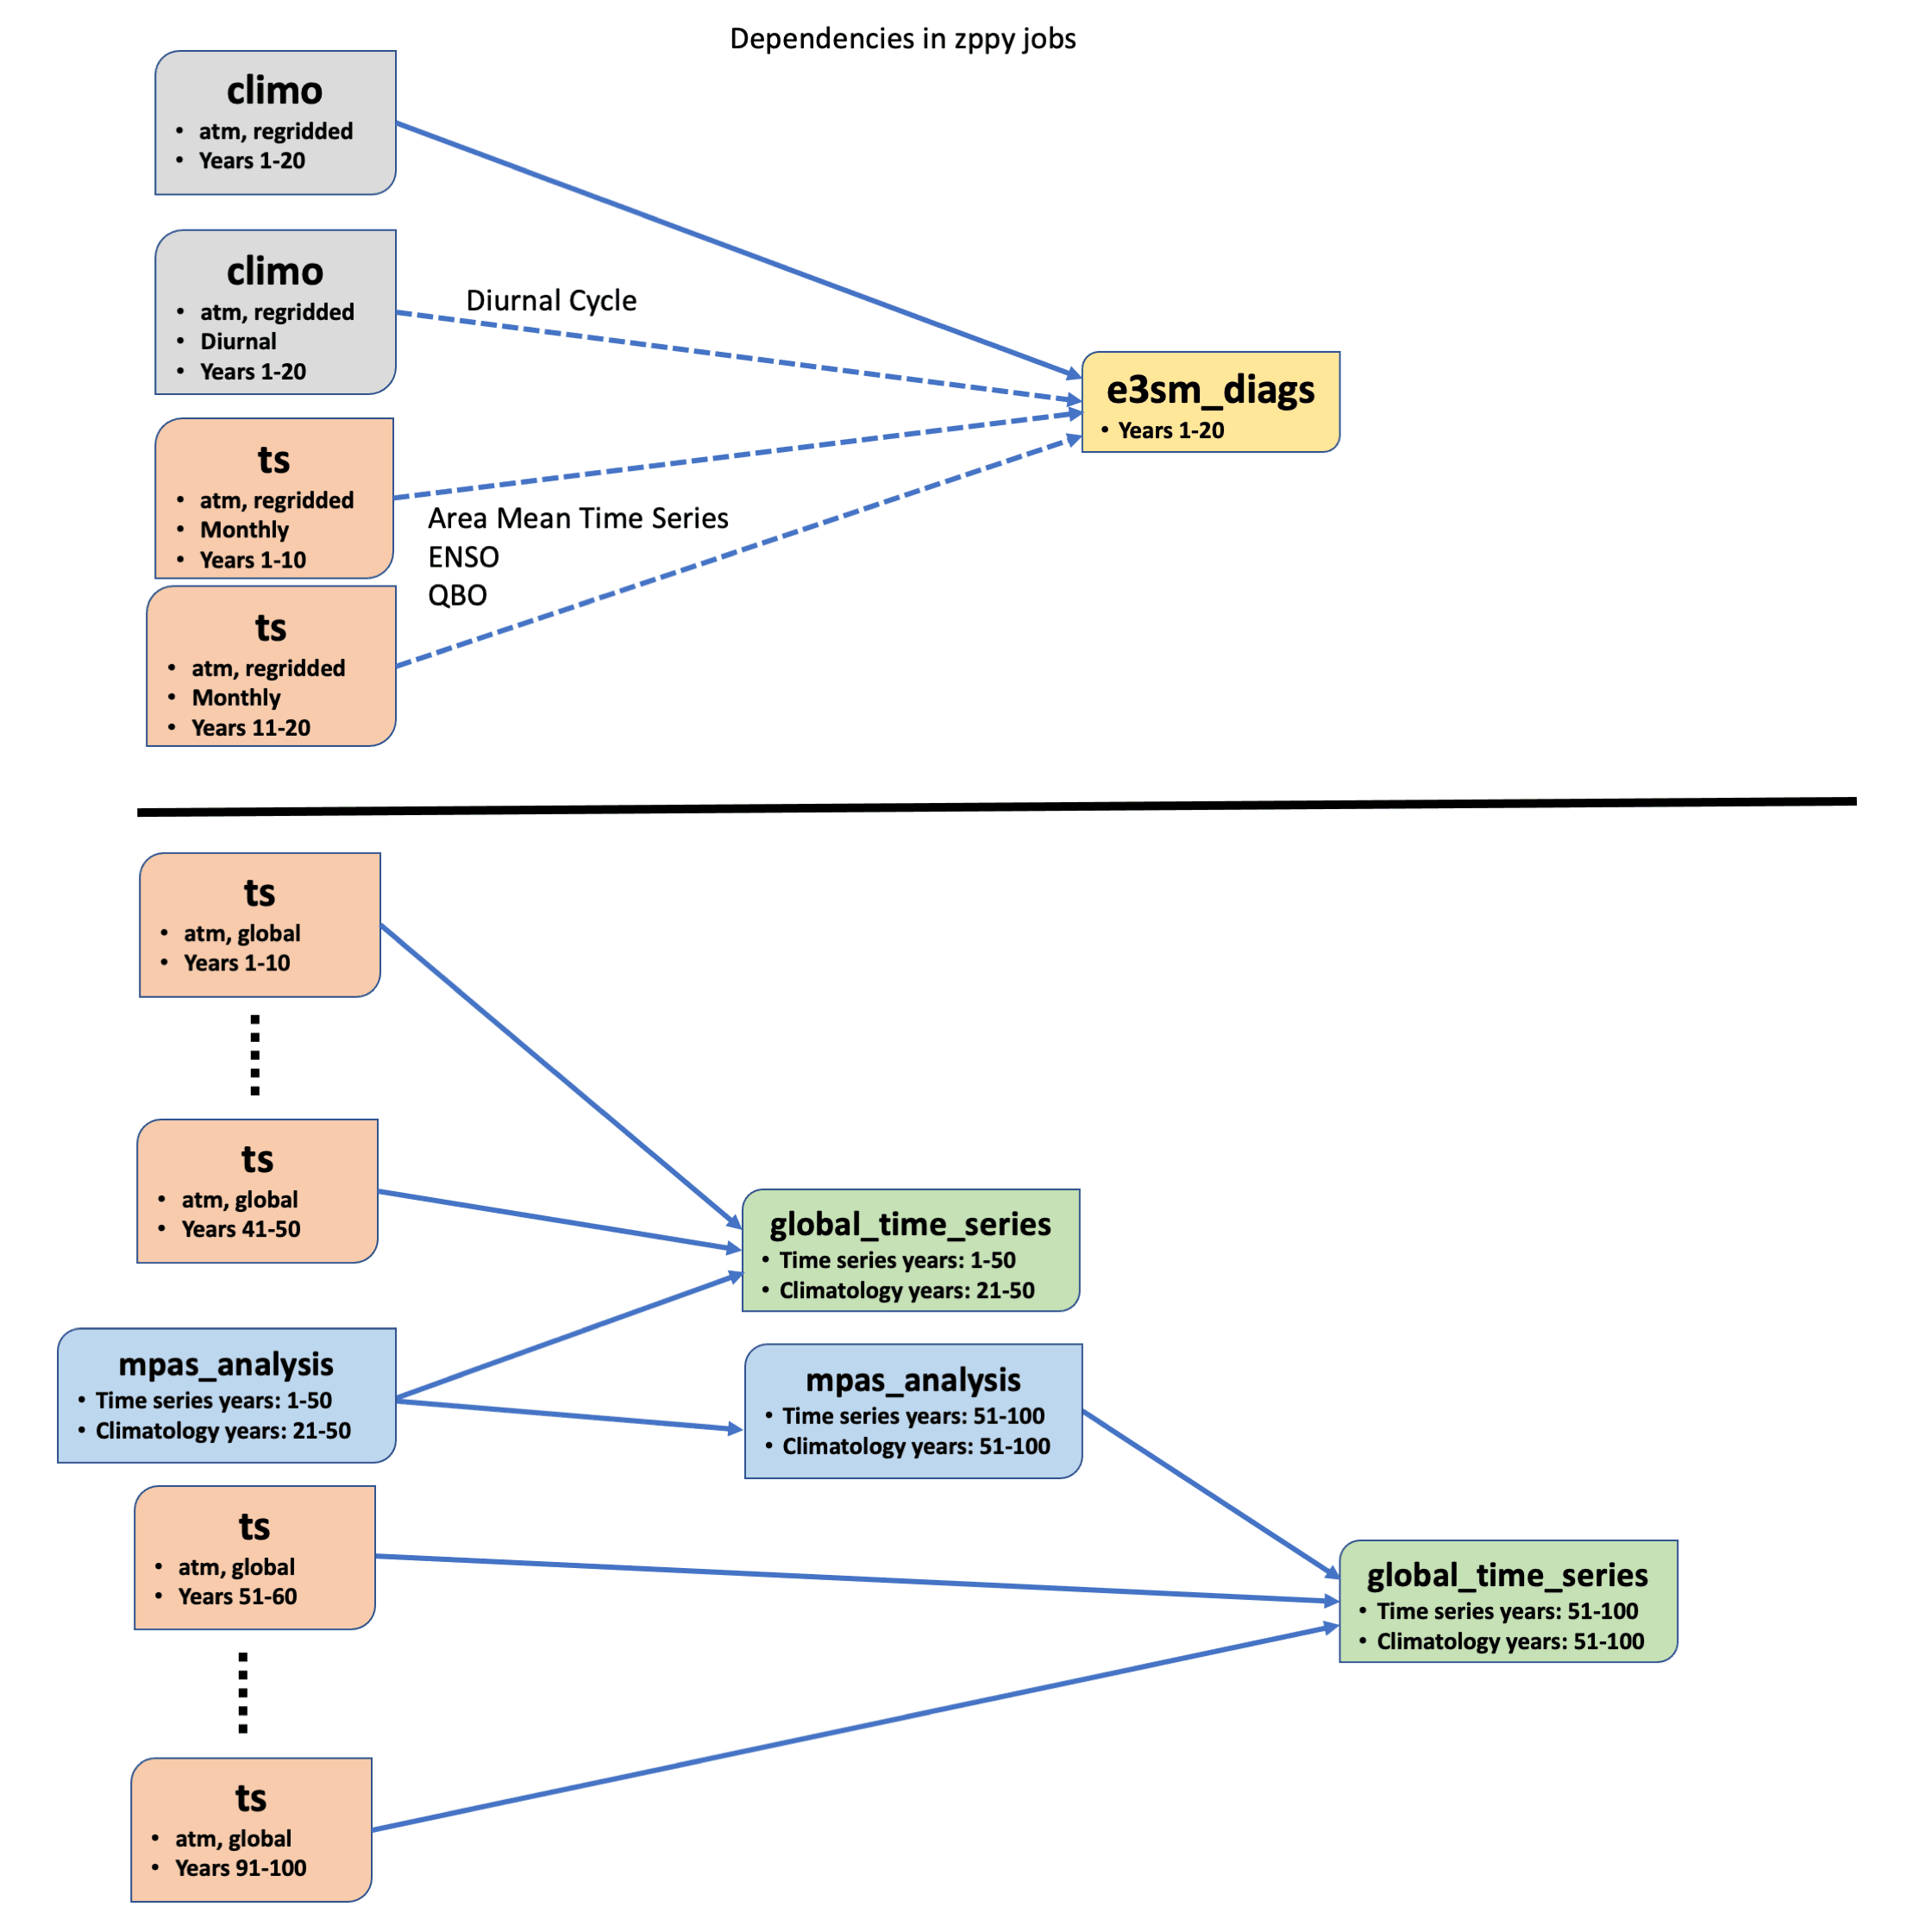 Dependencies in zppy jobs
climo
• atm, regridded
• Years 1-20
climo
• atm, regridded
• Diurnal
• Years 1-20
Diurnal Cycle
e3sm_diags
• Years 1-20
ts
• atm, regridded
• Monthly
• Years 1-10
Area Mean Time Series
ENSO
QBO
ts
• atm, regridded
• Monthly
• Years 11-20
ts
• atm, global
• Years 1-10
ts
• atm, global
• Years 41-50
global_time_series
• Time series years: 1-50
• Climatology years: 21-50
mpas_analysis
• Time series years: 1-50
• Climatology years: 21-50
mpas_analysis
• Time series years: 51-100
• Climatology years: 51-100
ts
• atm, global
• Years 51-60
global_time_series
• Time series years: 51-100
• Climatology years: 51-100
ts
• atm, global
• Years 91-100